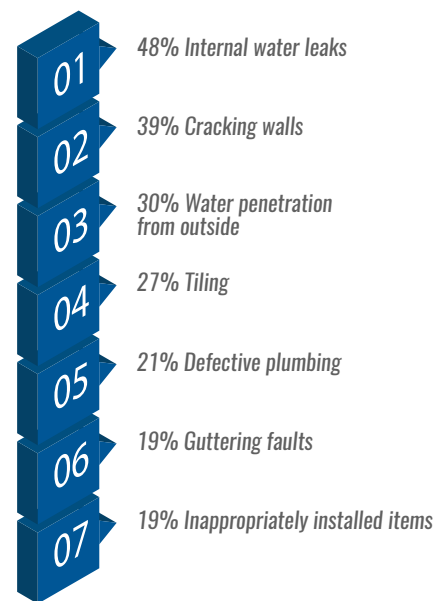 01
48% Internal water leaks
02
39% Cracking walls
03
30% Water penetration
from outside
04
27% Tiling
05
21% Defective plumbing
06
19% Guttering faults
07
19% Inappropriately installed items